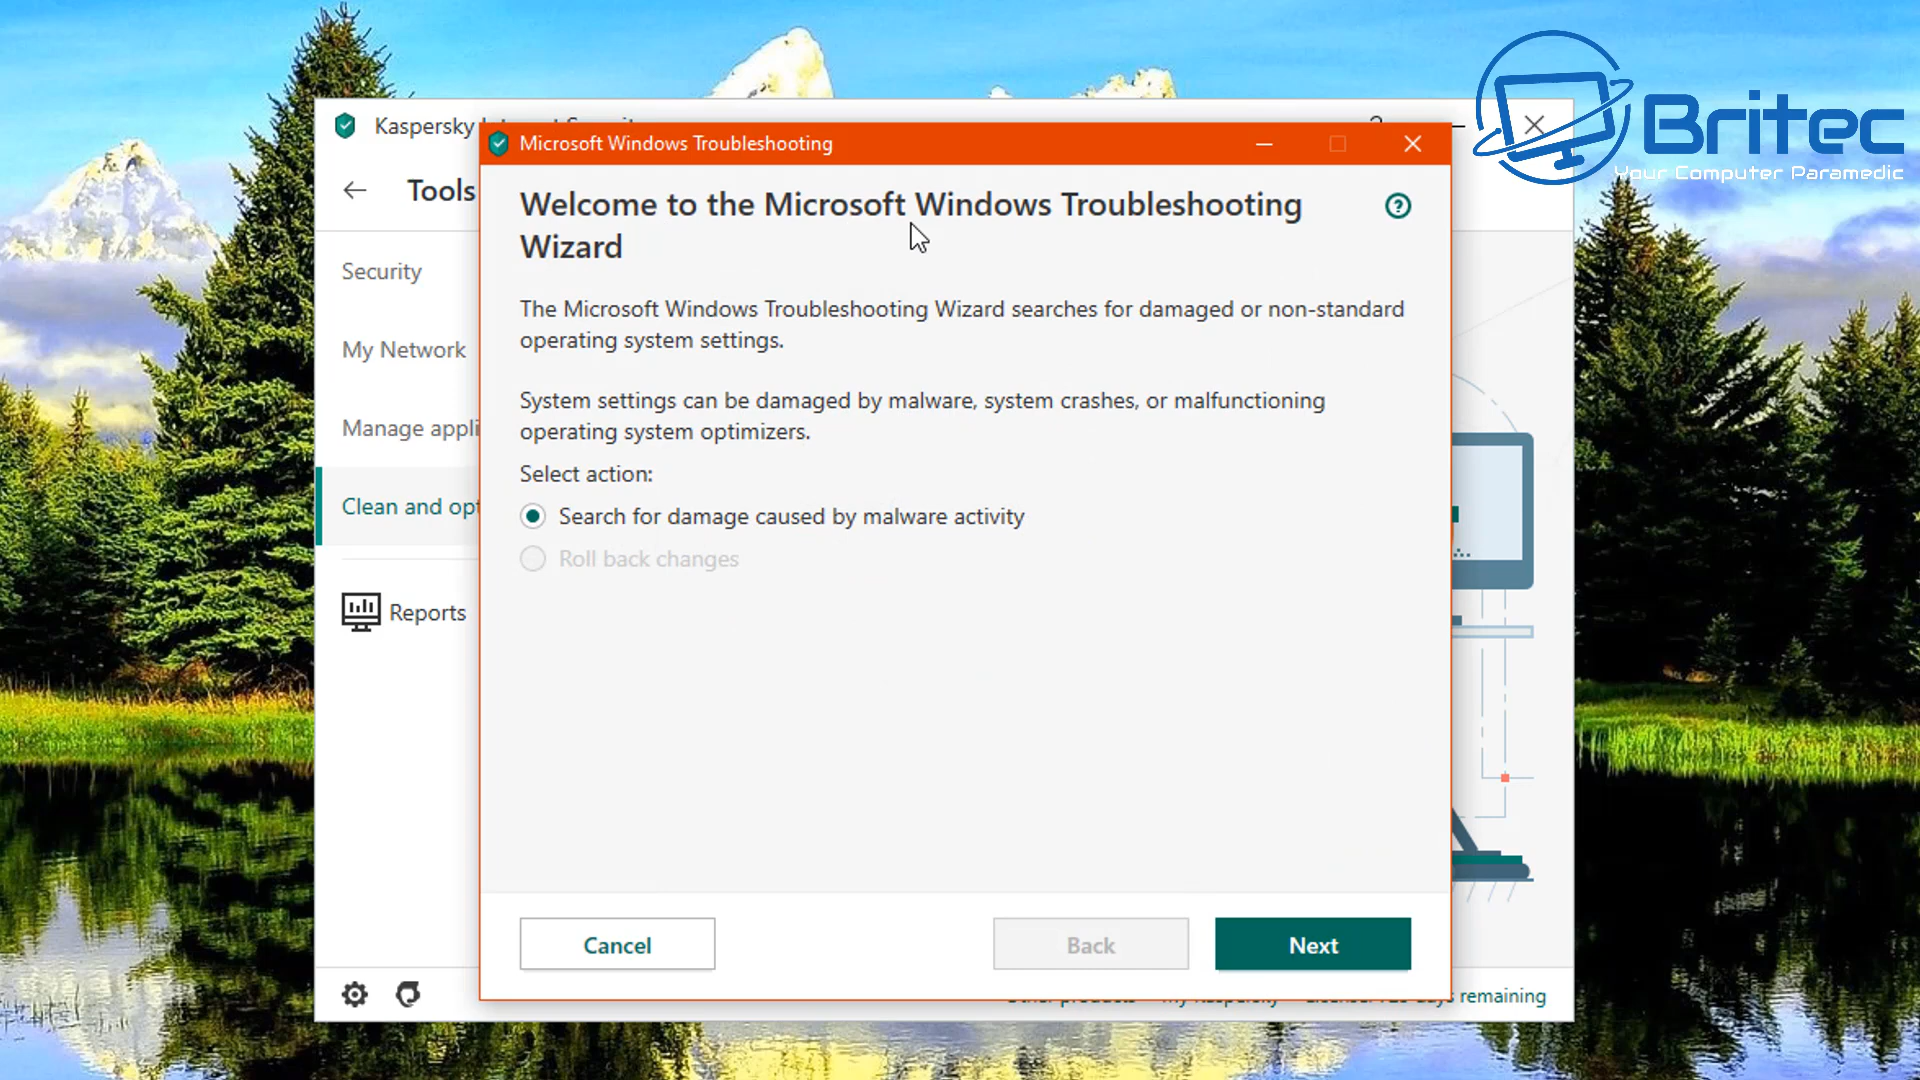 Britec
Your Computer Paramedic
Kaspersky
Microsoft Windows Troubleshooting
Tools
Welcome to the Microsoft Windows Troubleshooting
Wizard
Security
The Microsoft Windows Troubleshooting Wizard searches for damaged or non-standard
operating system settings.
My Network
System settings can be damaged by malware, system crashes, or malfunctioning
operating system optimizers.
Manage appli
Select action:
Clean and opt
Search for damage caused by malware activity
Roll back changes
Reports
Cancel
Back
Next
remaining